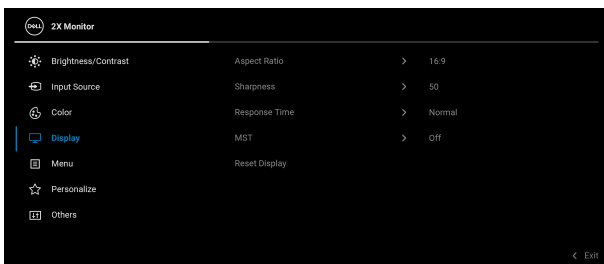 DELL 2X Monitor
Brightness/Contrast Aspect Ratio > 16:9
Input Source Sharpness > 50
Color Response Time > Normal
Display MST > Off
Menu Reset Display
Personalize
Others
< Exit